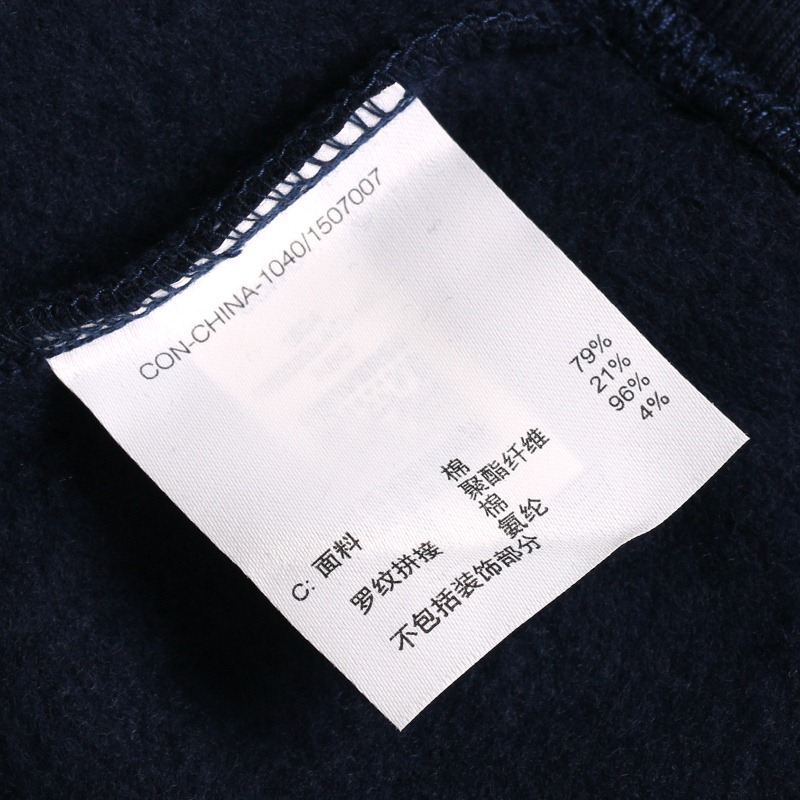 CON-CHINA-1040/1507007
C: 面料 棉 79%
聚酯纤维 21%
罗纹拼接 棉 96%
氨纶 4%
不包括装饰部分